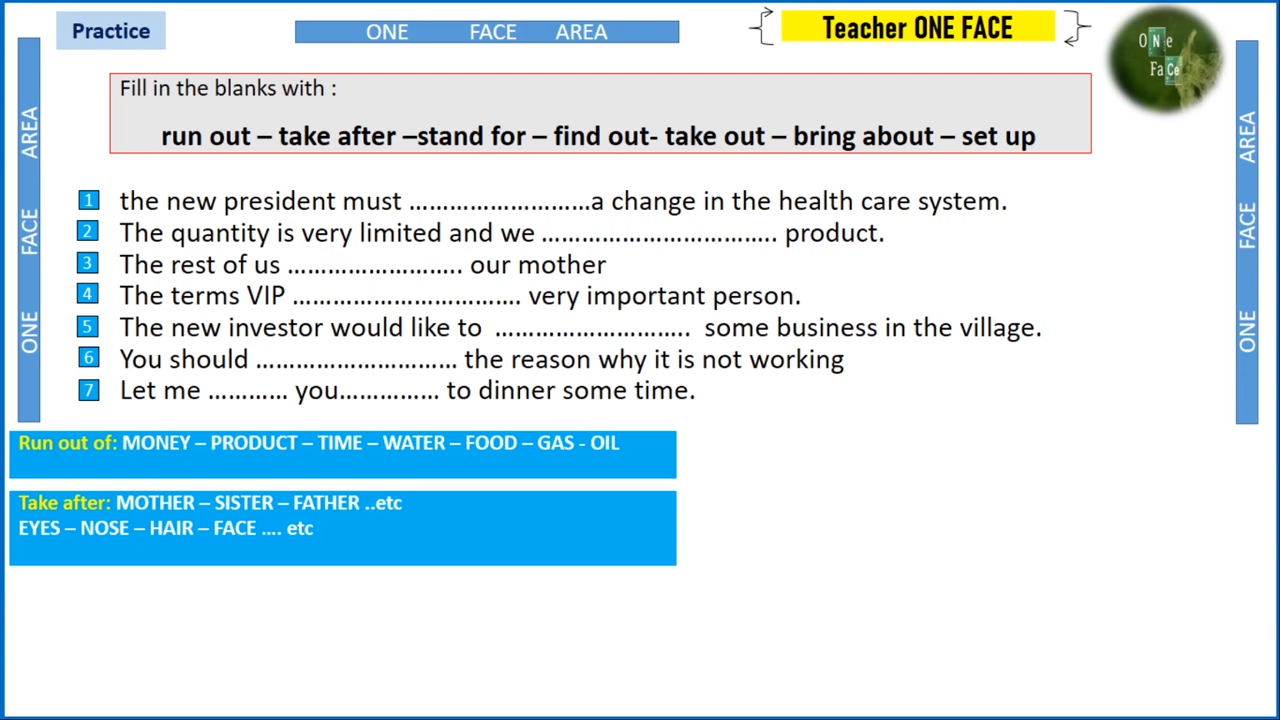 Practice
ONE FACE AREA
Teacher ONE FACE
ONe
FaCe
ONE FACE AREA
ONE FACE AREA
Fill in the blanks with :
run out – take after –stand for – find out- take out – bring about – set up
1 the new president must ………………………a change in the health care system.
2 The quantity is very limited and we …………………………….. product.
3 The rest of us …………………….. our mother
4 The terms VIP ……………………………. very important person.
5 The new investor would like to ……………………….. some business in the village.
6 You should ………………………… the reason why it is not working
7 Let me ………… you…………… to dinner some time.
Run out of: MONEY – PRODUCT – TIME – WATER – FOOD – GAS - OIL
Take after: MOTHER – SISTER – FATHER ..etc
EYES – NOSE – HAIR – FACE …. etc